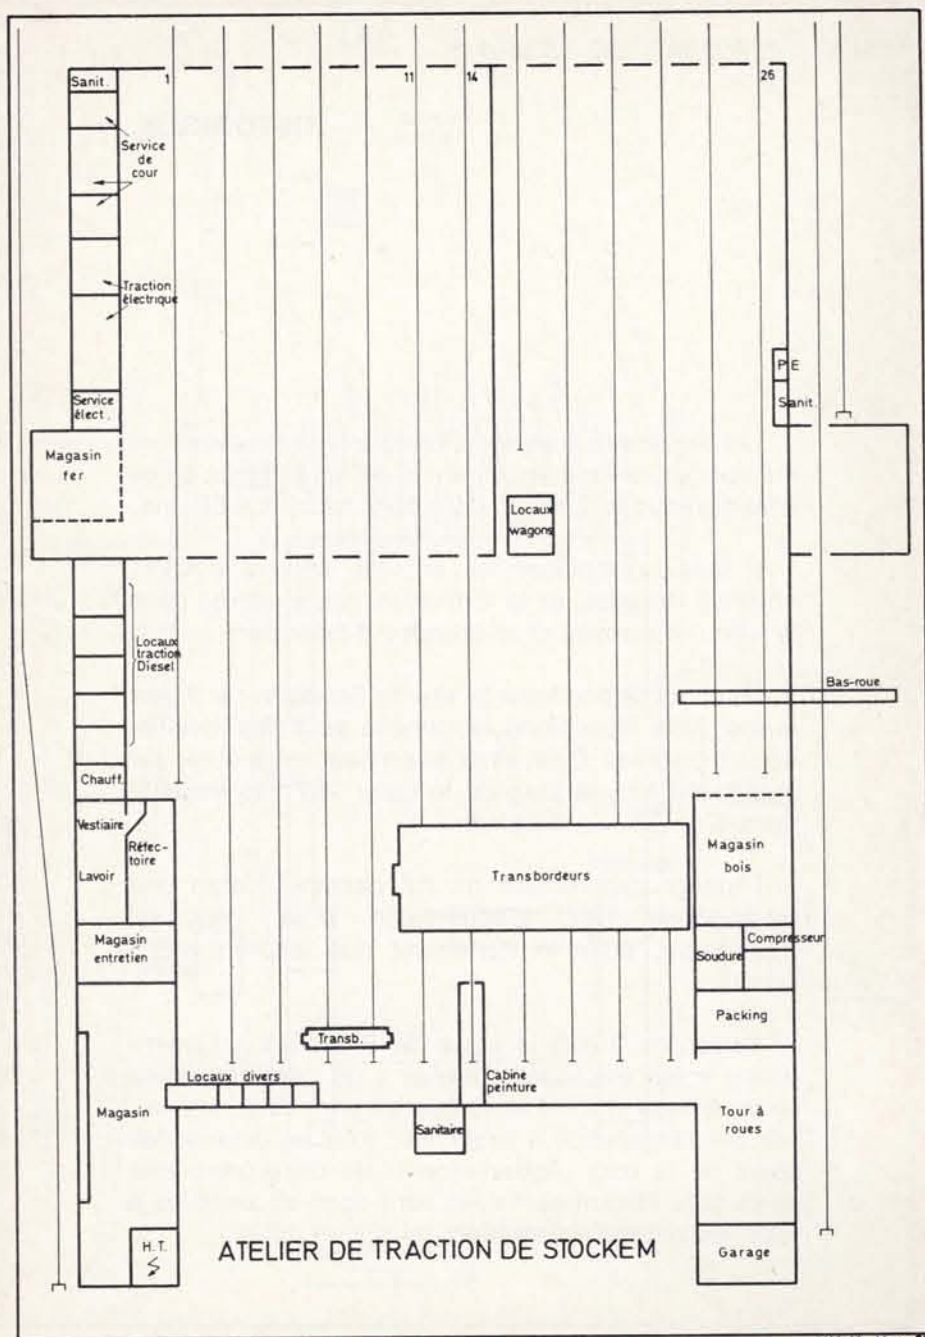 Sanit.
1
11
14
26
Service
de
cour
Traction
électrique
P E
Sanit.
Service
élect.
Magasin
fer
Locaux
wagons
Locaux
traction
Diesel
Bas-roue
Chauff.
Vestiaire
Réfec-
toire
Lavoir
Magasin
bois
Transbordeurs
Magasin
entretien
Compresseur
Soudure
Packing
Transb.
Locaux divers
Cabine
peinture
Magasin
Sanitaire
Tour à
roues
H.T.
ATELIER DE TRACTION DE STOCKEM
Garage